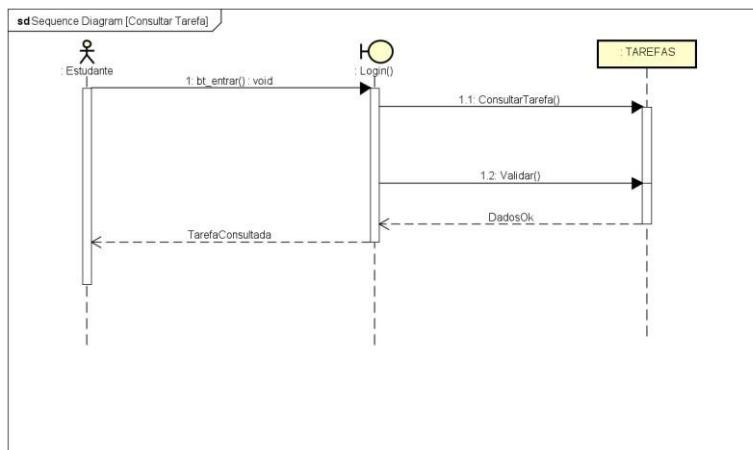 sd Sequence Diagram [Consultar Tarefa]
: Estudante
: Login()
: TAREFAS
1: bt_entrar() : void
1.1: ConsultarTarefa()
1.2: Validar()
DadosOk
TarefaConsultada